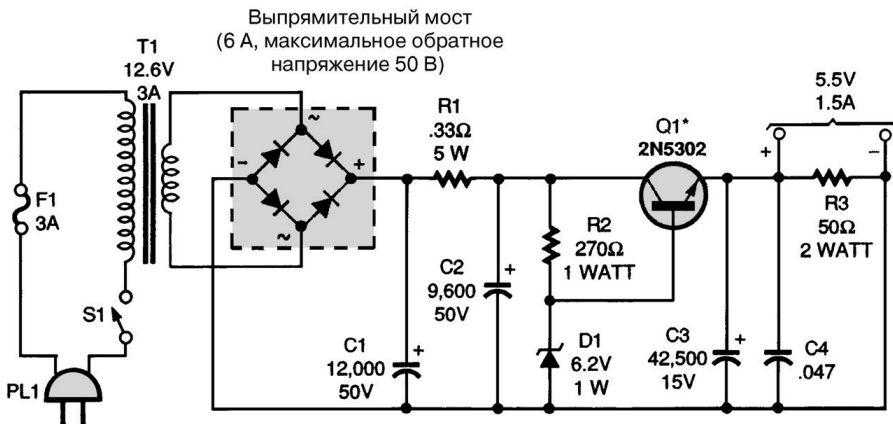 Выпрямительный мост
(6 А, максимальное обратное
напряжение 50 В)
T1
12.6V
3A
F1
3A
S1
PL1
~
-
+
~
R1
.33Ω
5 W
C1
12,000
50V
+
C2
9,600
50V
+
R2
270Ω
1 WATT
D1
6.2V
1 W
Q1*
2N5302
C3
42,500
15V
+
C4
.047
5.5V
1.5A
+
-
R3
50Ω
2 WATT